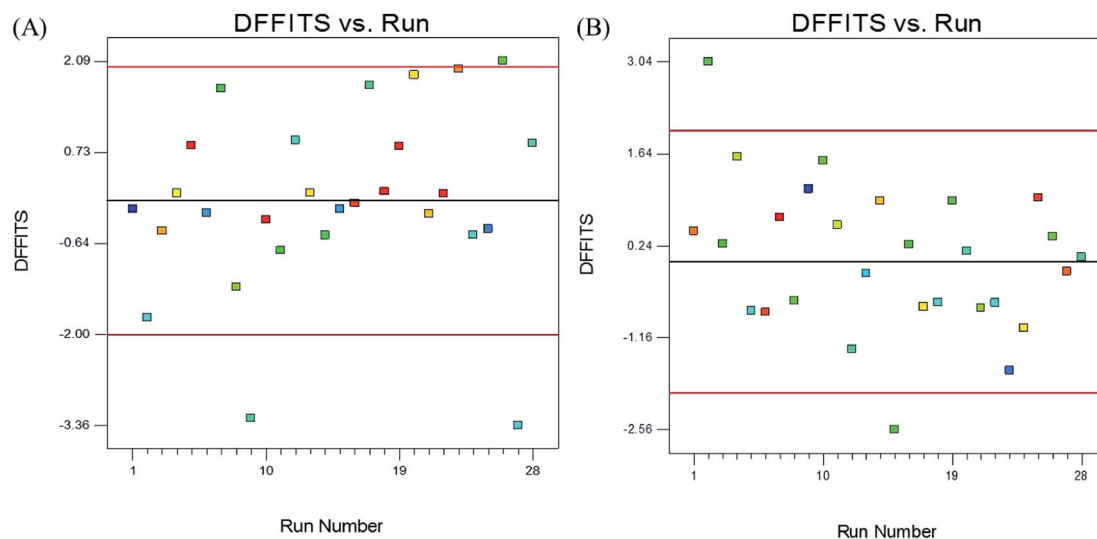 (A)
DFFITS vs. Run
2.09
0.73
-0.64
-2.00
-3.36
DFFITS
1 10 19 28
Run Number
(B)
DFFITS vs. Run
3.04
1.64
0.24
-1.16
-2.56
DFFITS
1 10 19 28
Run Number